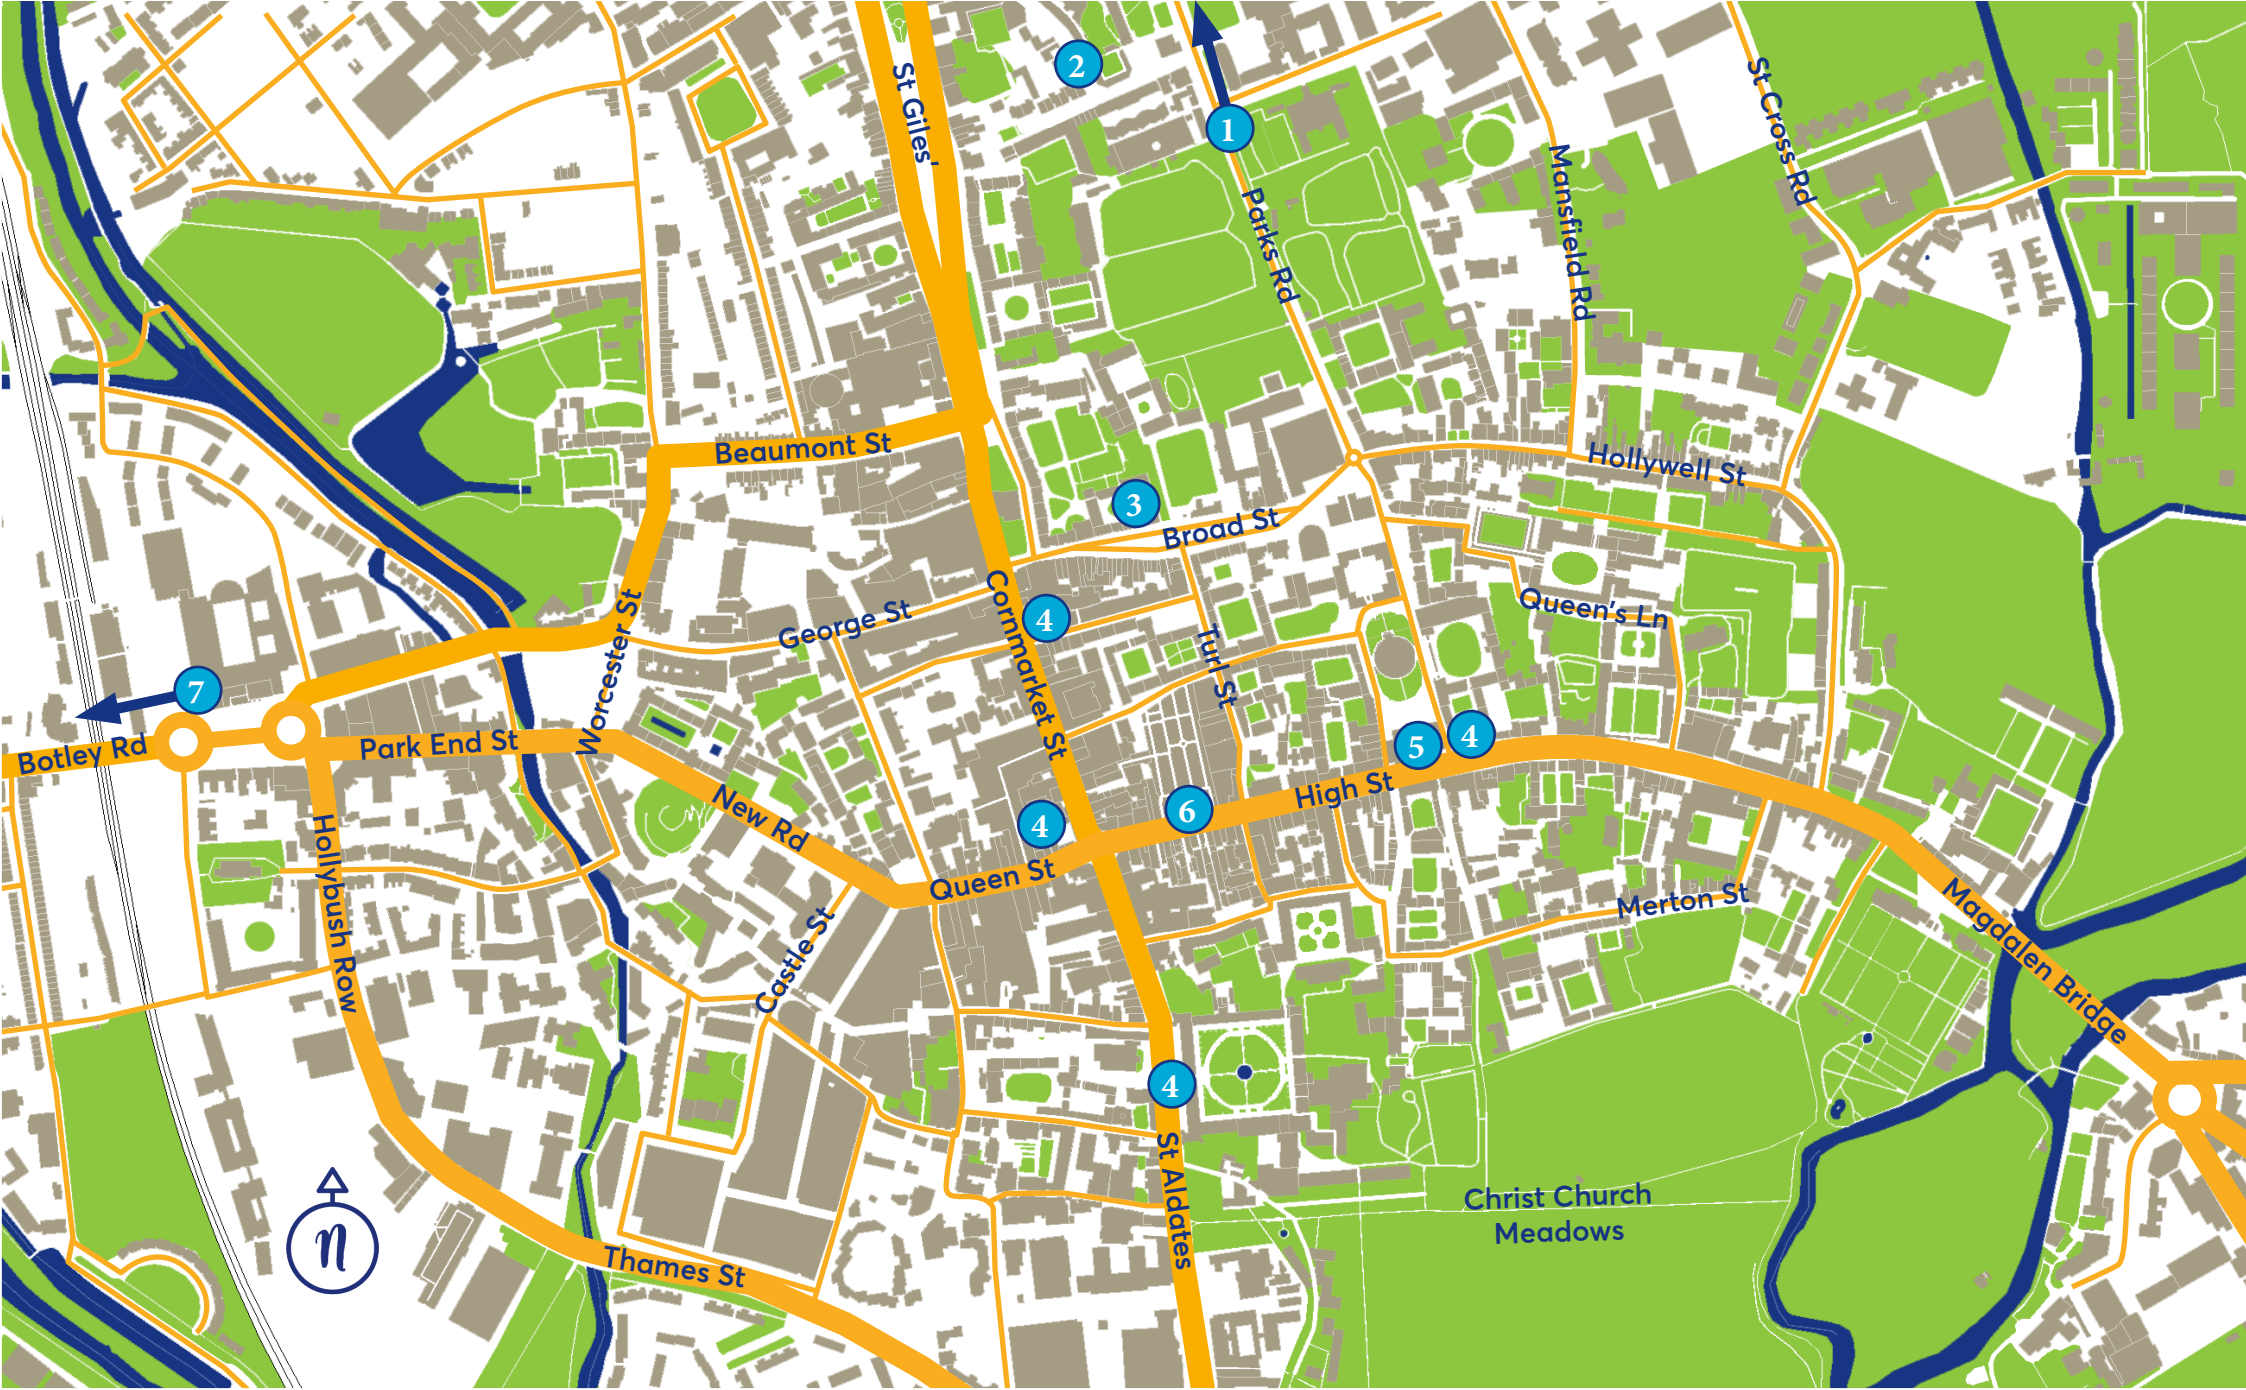 2
1
St Giles'
St Cross Rd
Parks Rd
Mansfield Rd
Beaumont St
Hollywell St
3
Broad St
George St
Cornmarket St
4
Queen's Ln
Turl St
Worcester St
7
Botley Rd
Park End St
5
4
High St
6
4
New Rd
Queen St
Hollybush Row
Castle St
Merton St
Magdalen Bridge
4
St Aldates
n
Christ Church
Meadows
Thames St